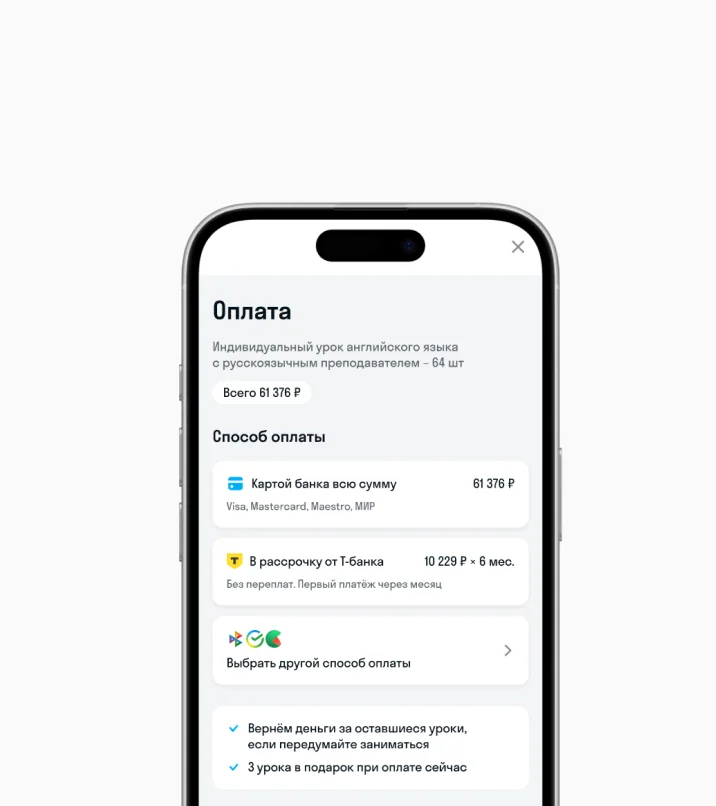 Оплата
Индивидуальный урок английского языка
с русскоязычным преподавателем – 64 шт
Всего 61 376 ₽
Способ оплаты
Картой банка всю сумму 61 376 ₽
Visa, Mastercard, Maestro, МИР
Т В рассрочку от Т-банка 10 229 ₽ × 6 мес.
Без переплат. Первый платёж через месяц
Выбрать другой способ оплаты
Вернём деньги за оставшиеся уроки,
если передумайте заниматься
3 урока в подарок при оплате сейчас